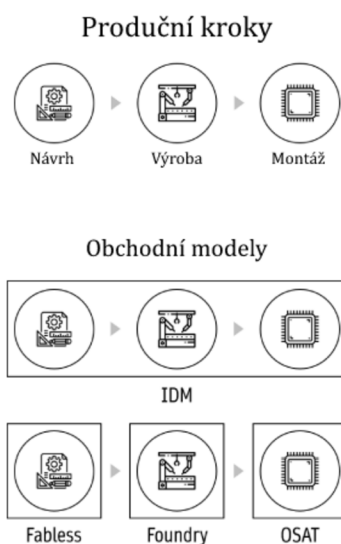 Produční kroky
Návrh Výroba Montáž
Obchodní modely
IDM
Fabless Foundry OSAT